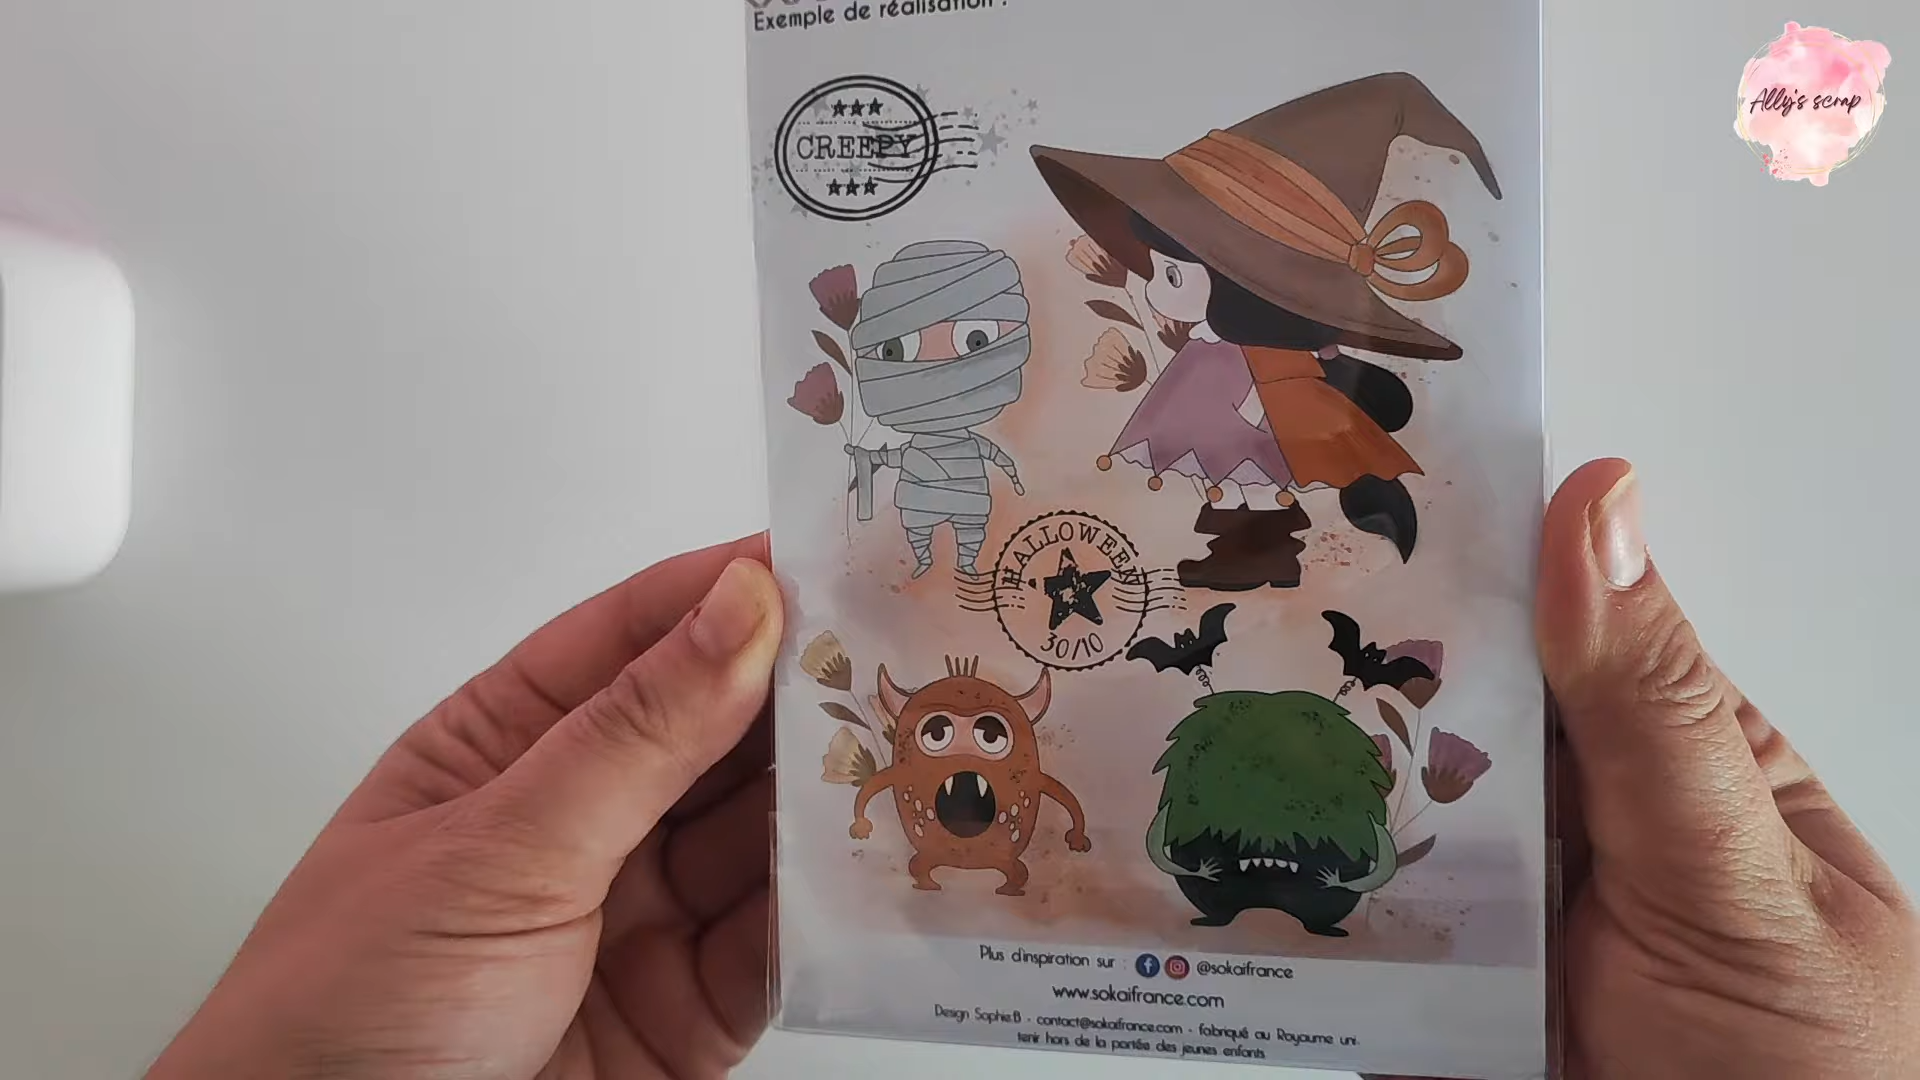 Exemple de réalisation :
Ally's scrap
CREEPY
HALLOWEEN
30/10
Plus d'inspiration sur : @sokaifrance
www.sokaifrance.com
Design Sophie.B - contact@sokaifrance.com - fabriqué au Royaume uni.
tenir hors de la portée des jeunes enfants